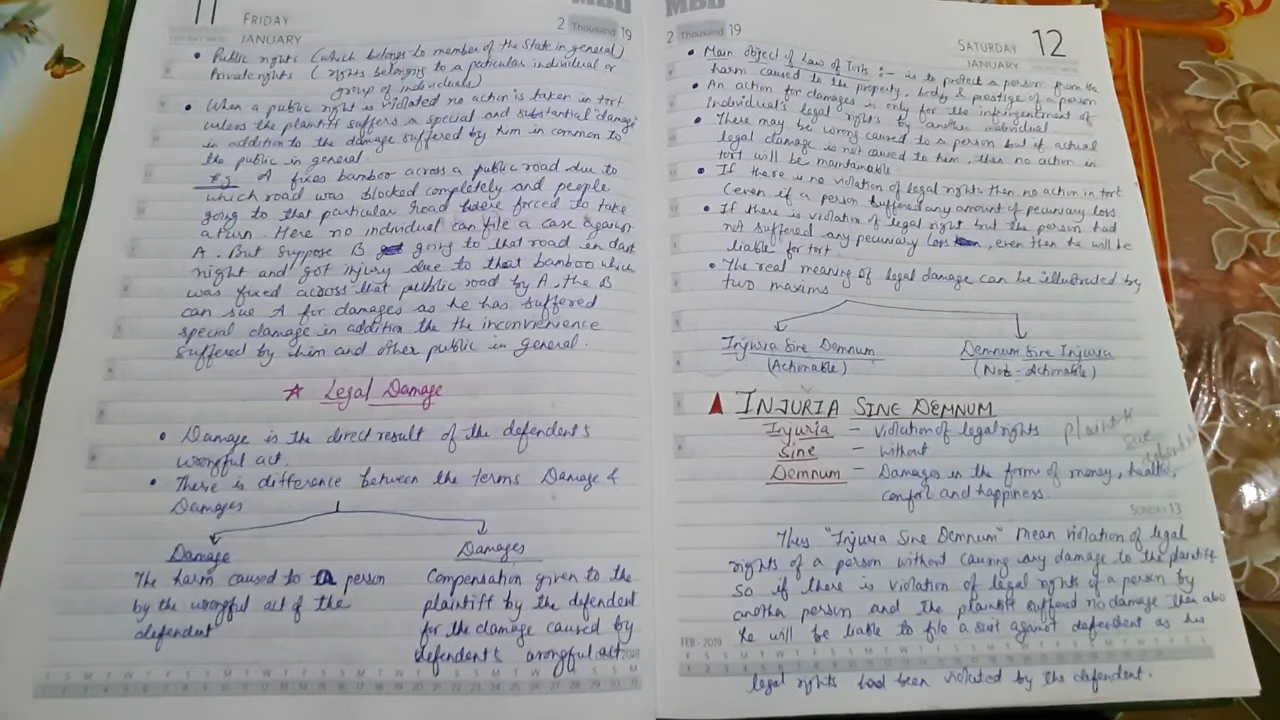 11
FRIDAY
JANUARY
2 Thousand 19
• Public rights (which belongs to member of the State in general)
Private rights (rights belonging to a paticular individual or
group of individuals)
• When a public right is violated no action is taken in tort
unless the plaintiff suffers a special and substantial "damage"
in addition to the damage suffered by him in common to
the public in general
Eg A fixes bamboo across a public road due to
which road was blocked completely and people
going to that particular road were forced to take
a turn. Here no individual can file a case against
A. But suppose B going to that road in dark
night and got injury due to that bamboo which
was fixed across that public road by A, the B
can sue A for damages as he has suffered
special damage in addition the the inconvenience
suffered by him and other public in general.
☆ Legal Damage
• Damage is the direct result of the defendents
wrongful act.
• There is difference between the terms Damage &
Damages
Damage
The harm caused to a person
by the wrongful act of the
defendent
Damages
Compensation given to the
plaintiff by the defendent
for the damage caused by
defendents wrongful act
MBD
2 Thousand 19
SATURDAY 12
JANUARY
• Main object of Law of Torts :- is to protect a person from the
harm caused to the property, body & prestige of a person
• An action for damages is only for the infringentment of
Individual's legal rights by another individual
• There may be wrong caused to a person but if actual
legal damage is not caused to him, then no action in
tort will be maintanable
• If there is no violation of legal rights then no action in tort
(even if a person suffered any amount of pecuniary loss
• If there is violation of legal right but the person had
not suffered any pecuniary loss, even then he will be
liable for tort
• The real meaning of legal damage can be illustrated by
two maxims
Injuria Sine Demnum
(Actionable)
Demnum Sine Injuria
(Not - Actionable)
▲ INJURIA SINE DEMNUM
Injuria - violation of legal rights
Sine - without
Demnum - Damages in the form of money, health,
comfort and happiness.
plaintiff
sue
SUNDAY 13
Thus "Injuria Sine Demnum" mean violation of legal
rights of a person without causing any damage to the plaintiff
So if there is violation of legal rights of a person by
another person and the plaintiff suffered no damage then also
he will be liable to file a suit against defendent as his
FEB - 2019
legal rights had been violated by the defendent.